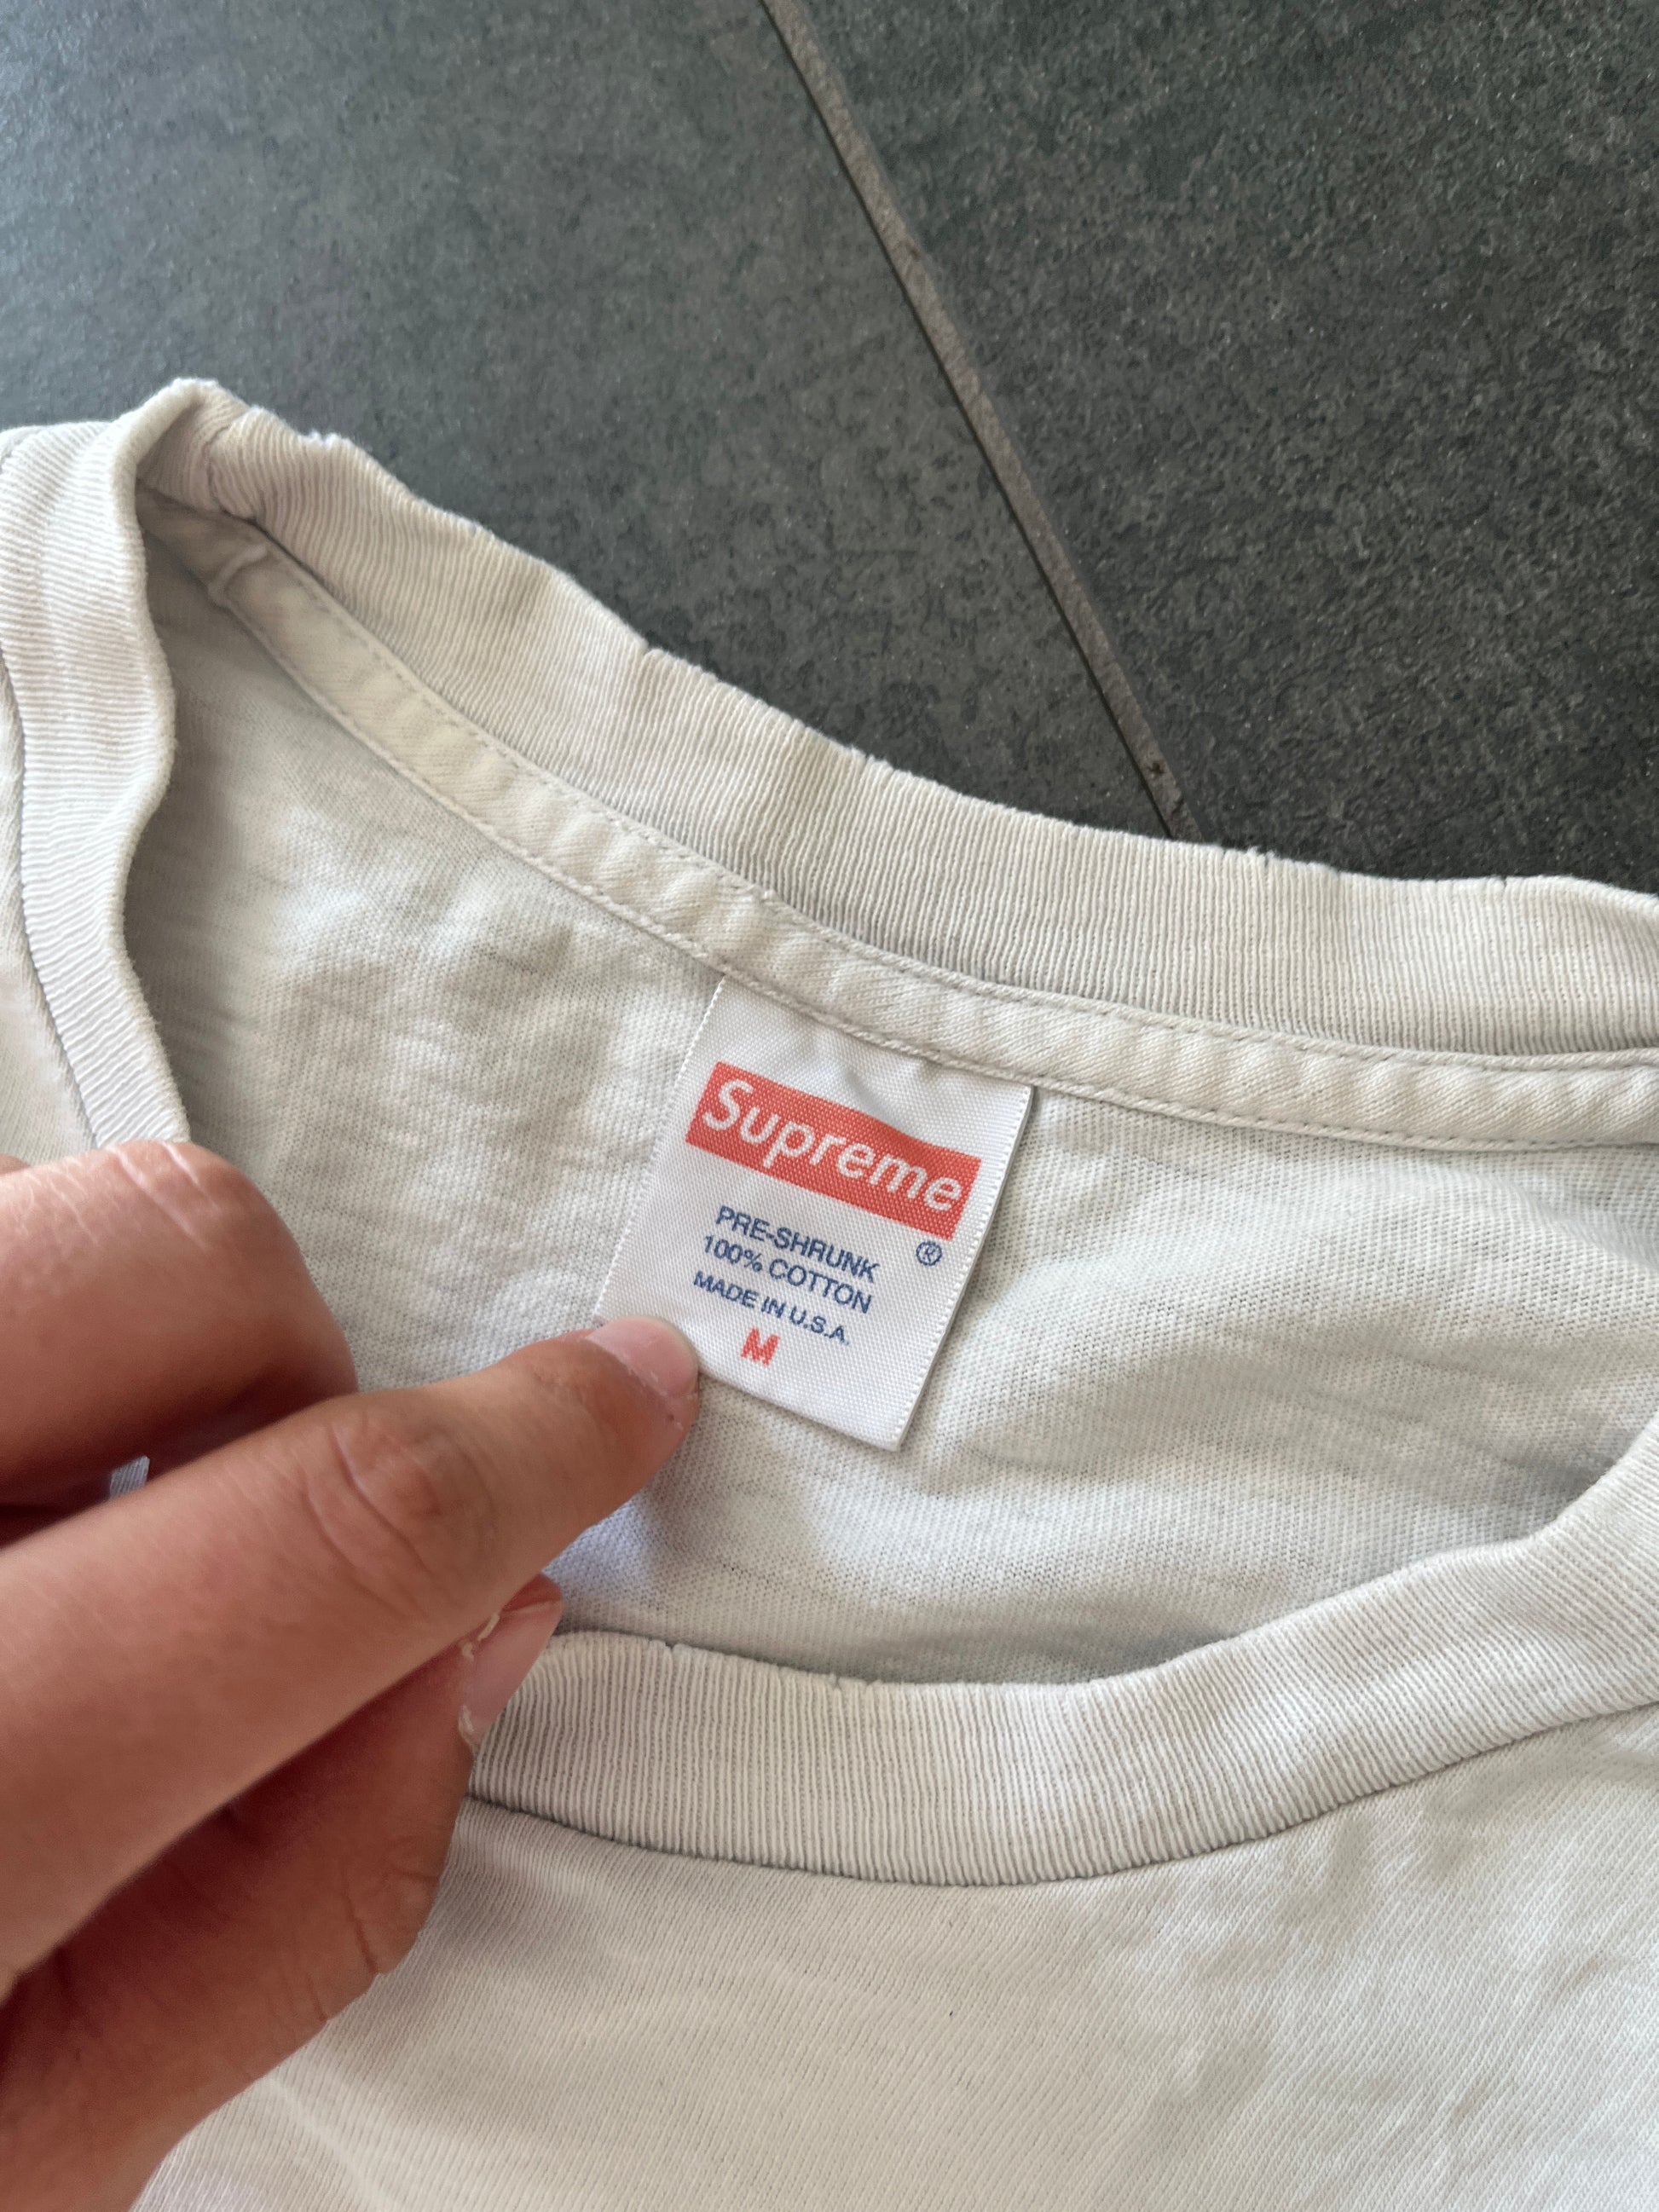 Supreme
®
PRE-SHRUNK
100% COTTON
MADE IN U.S.A.
M